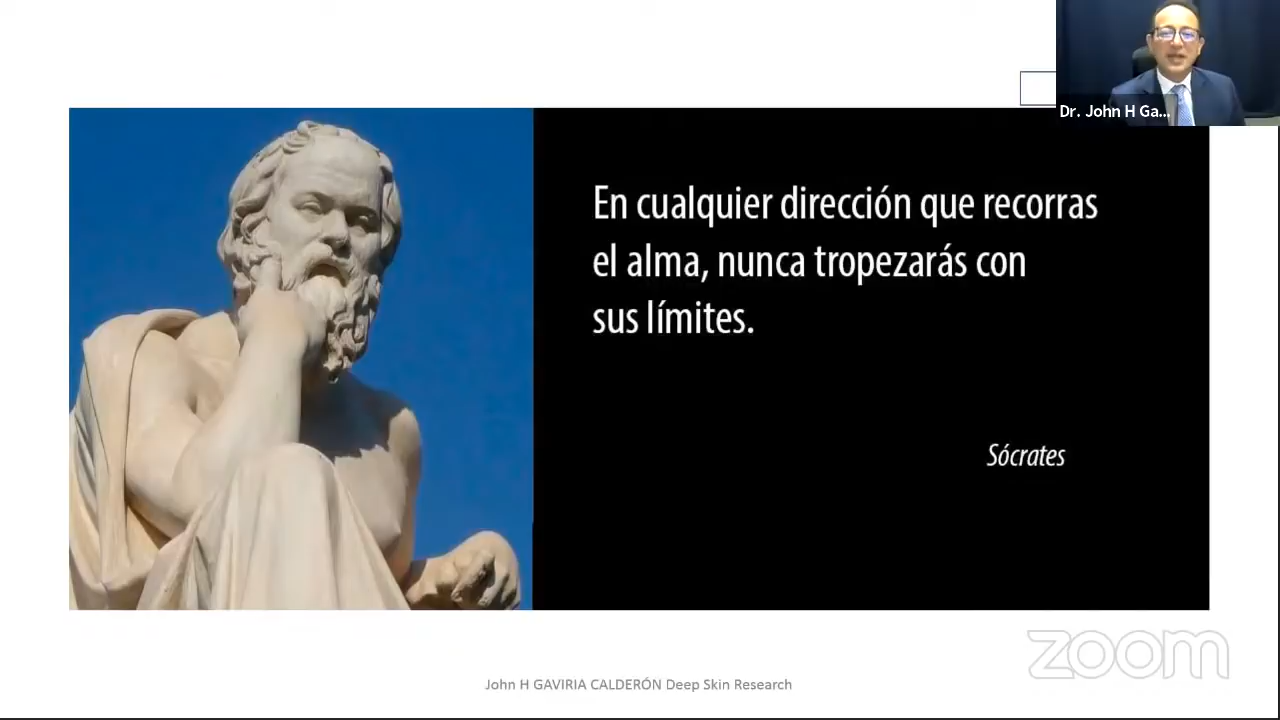 Dr. John H Ga...
En cualquier dirección que recorras
el alma, nunca tropezarás con
sus límites.
Sócrates
zoom
John H GAVIRIA CALDERÓN Deep Skin Research